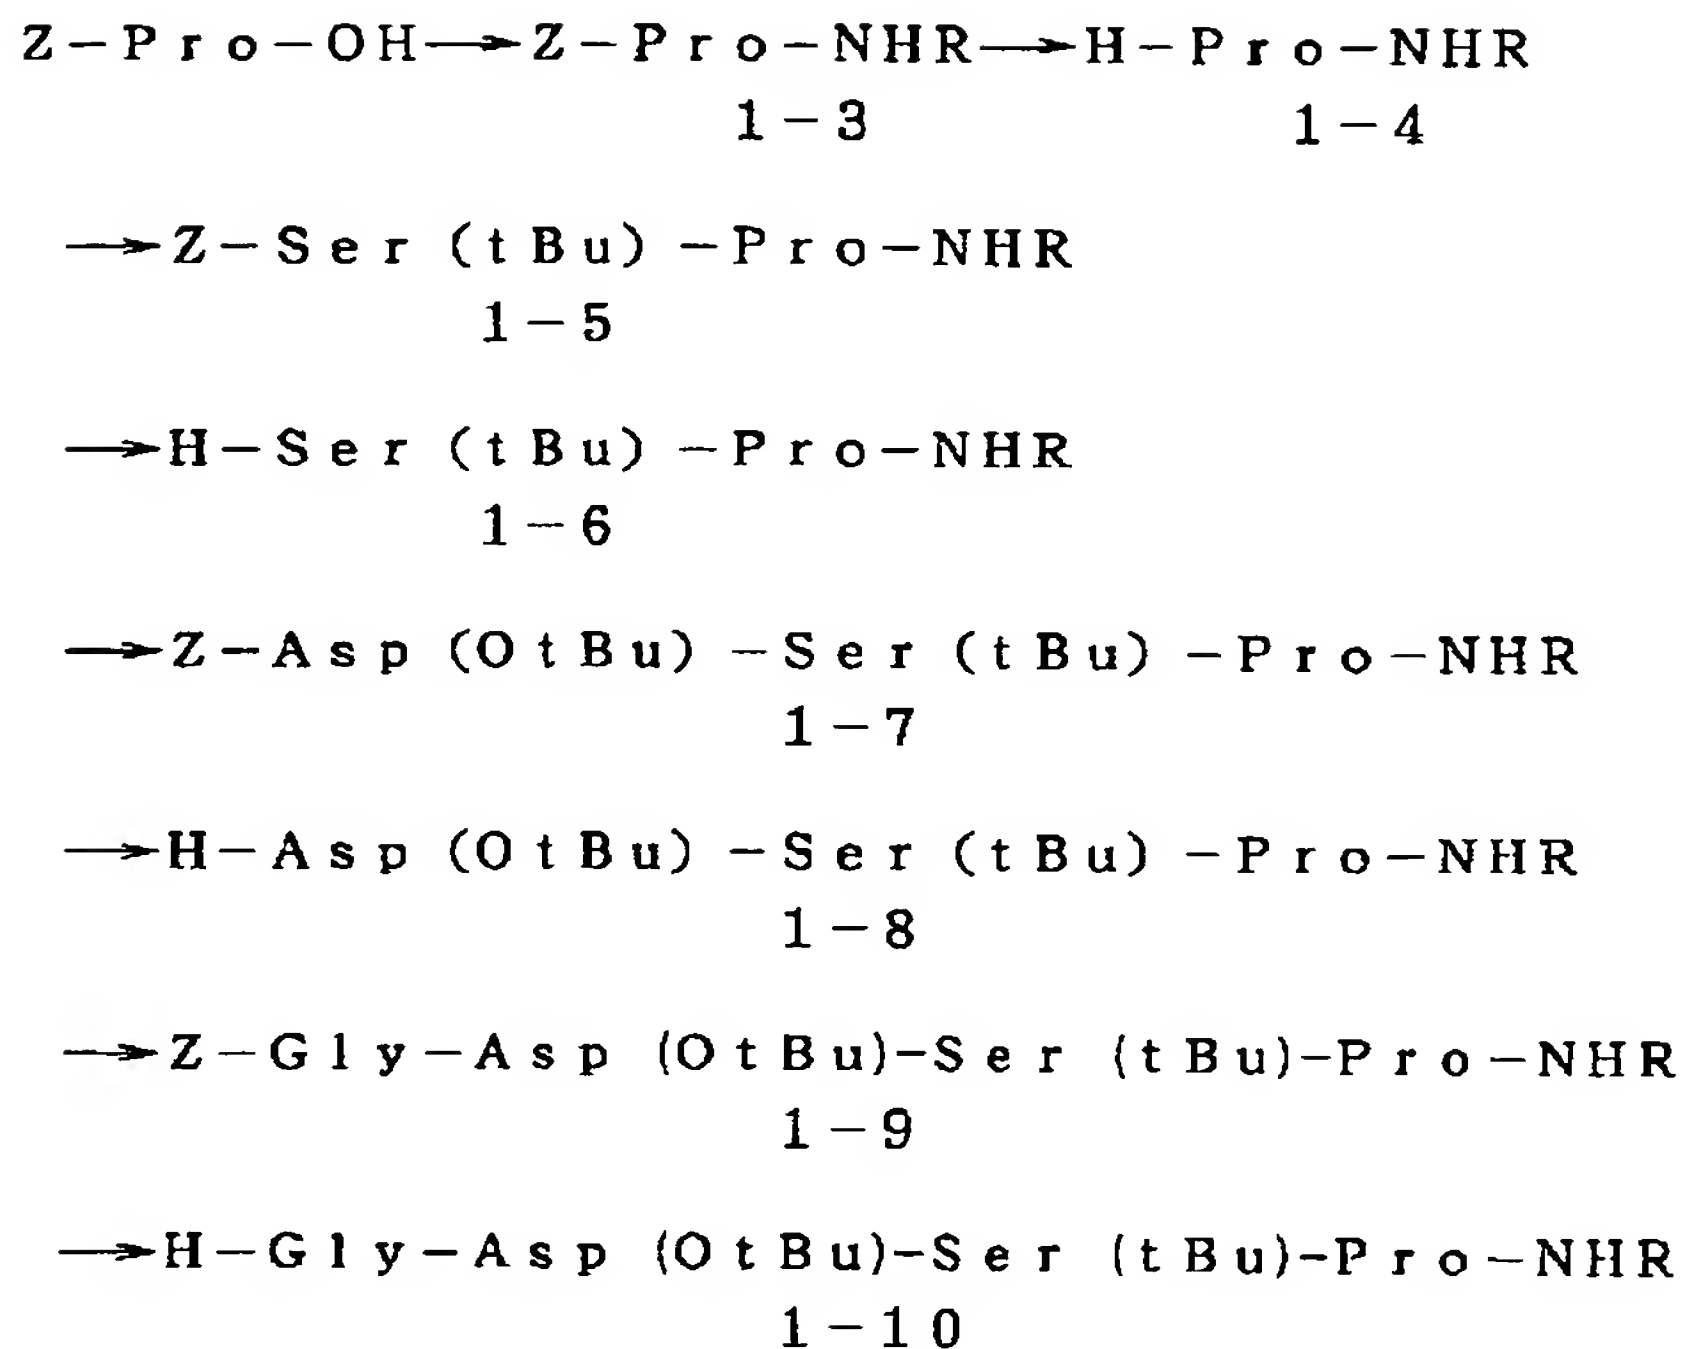 Z-Pro-OH→Z-Pro-NHR→H-Pro-NHR
1-3 1-4
→Z-Ser(tBu)-Pro-NHR
1-5
→H-Ser(tBu)-Pro-NHR
1-6
→Z-Asp(OtBu)-Ser(tBu)-Pro-NHR
1-7
→H-Asp(OtBu)-Ser(tBu)-Pro-NHR
1-8
→Z-Gly-Asp(OtBu)-Ser(tBu)-Pro-NHR
1-9
→H-Gly-Asp(OtBu)-Ser(tBu)-Pro-NHR
1-10